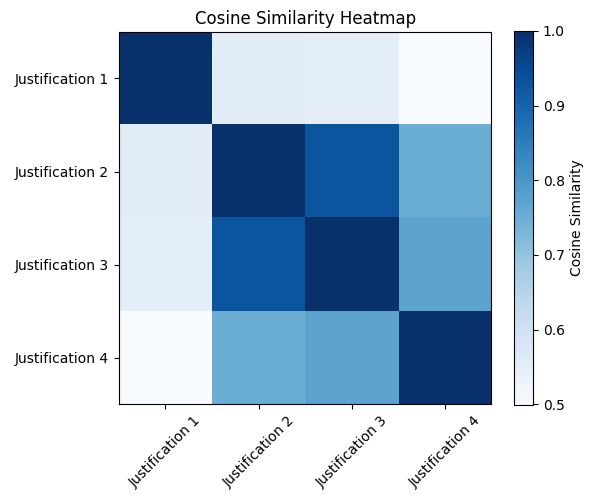 Cosine Similarity Heatmap
Justification 1
Justification 2
Justification 3
Justification 4
Justification 1
Justification 2
Justification 3
Justification 4
1.0
0.9
0.8
0.7
0.6
0.5
Cosine Similarity